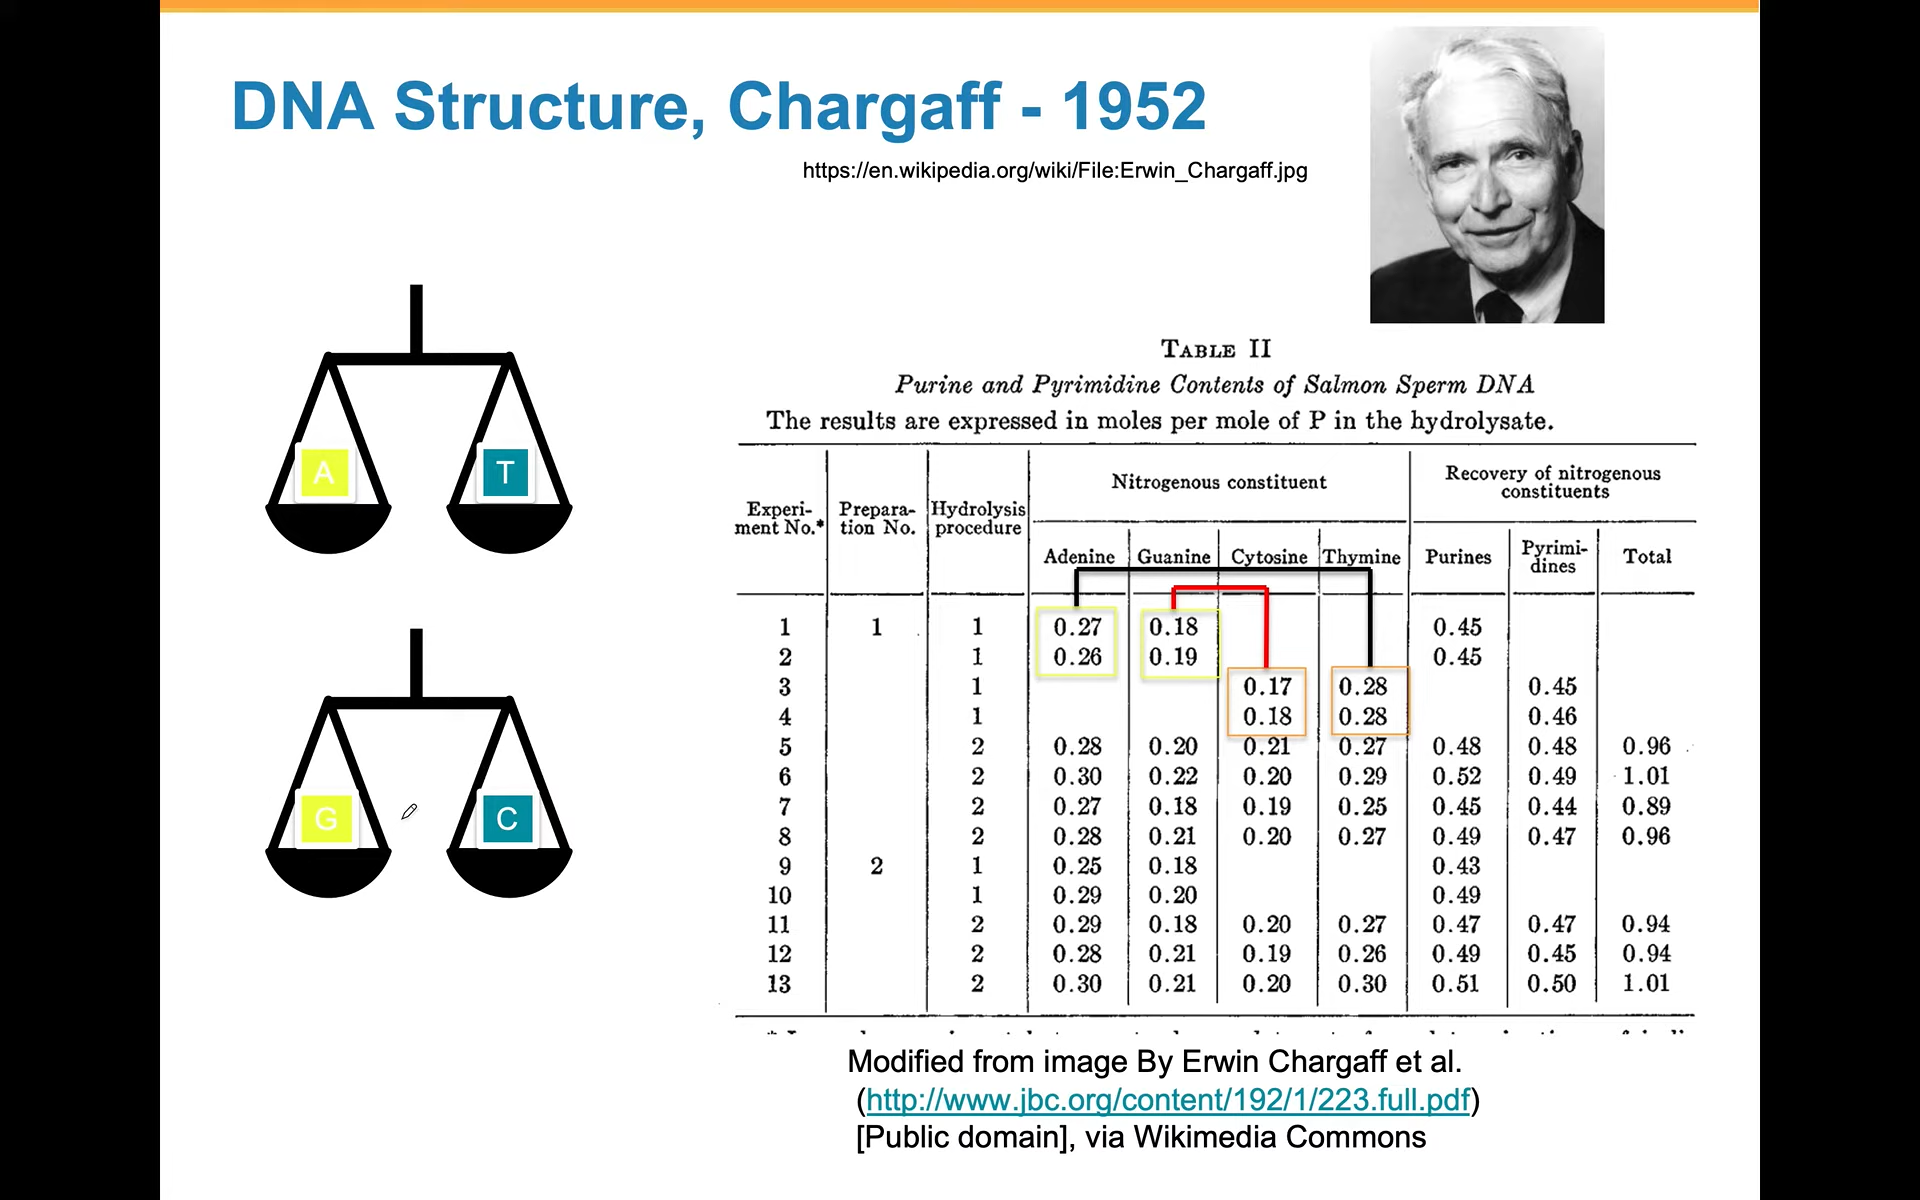 DNA Structure, Chargaff - 1952
https://en.wikipedia.org/wiki/File:Erwin_Chargaff.jpg
A T
G C
TABLE II
Purine and Pyrimidine Contents of Salmon Sperm DNA
The results are expressed in moles per mole of P in the hydrolysate.
Experi-
ment No.*
Prepara-
tion No.
Hydrolysis
procedure
Nitrogenous constituent
Recovery of nitrogenous
constituents
Adenine Guanine Cytosine Thymine Purines Pyrimi-
dines Total
1 1 1 0.27 0.18 0.45
2 1 0.26 0.19 0.45
3 1 0.17 0.28 0.45
4 1 0.18 0.28 0.46
5 2 0.28 0.20 0.21 0.27 0.48 0.48 0.96
6 2 0.30 0.22 0.20 0.29 0.52 0.49 1.01
7 2 0.27 0.18 0.19 0.25 0.45 0.44 0.89
8 2 0.28 0.21 0.20 0.27 0.49 0.47 0.96
9 2 1 0.25 0.18 0.43
10 1 0.29 0.20 0.49
11 2 0.29 0.18 0.20 0.27 0.47 0.47 0.94
12 2 0.28 0.21 0.19 0.26 0.49 0.45 0.94
13 2 0.30 0.21 0.20 0.30 0.51 0.50 1.01
Modified from image By Erwin Chargaff et al.
(http://www.jbc.org/content/192/1/223.full.pdf)
[Public domain], via Wikimedia Commons